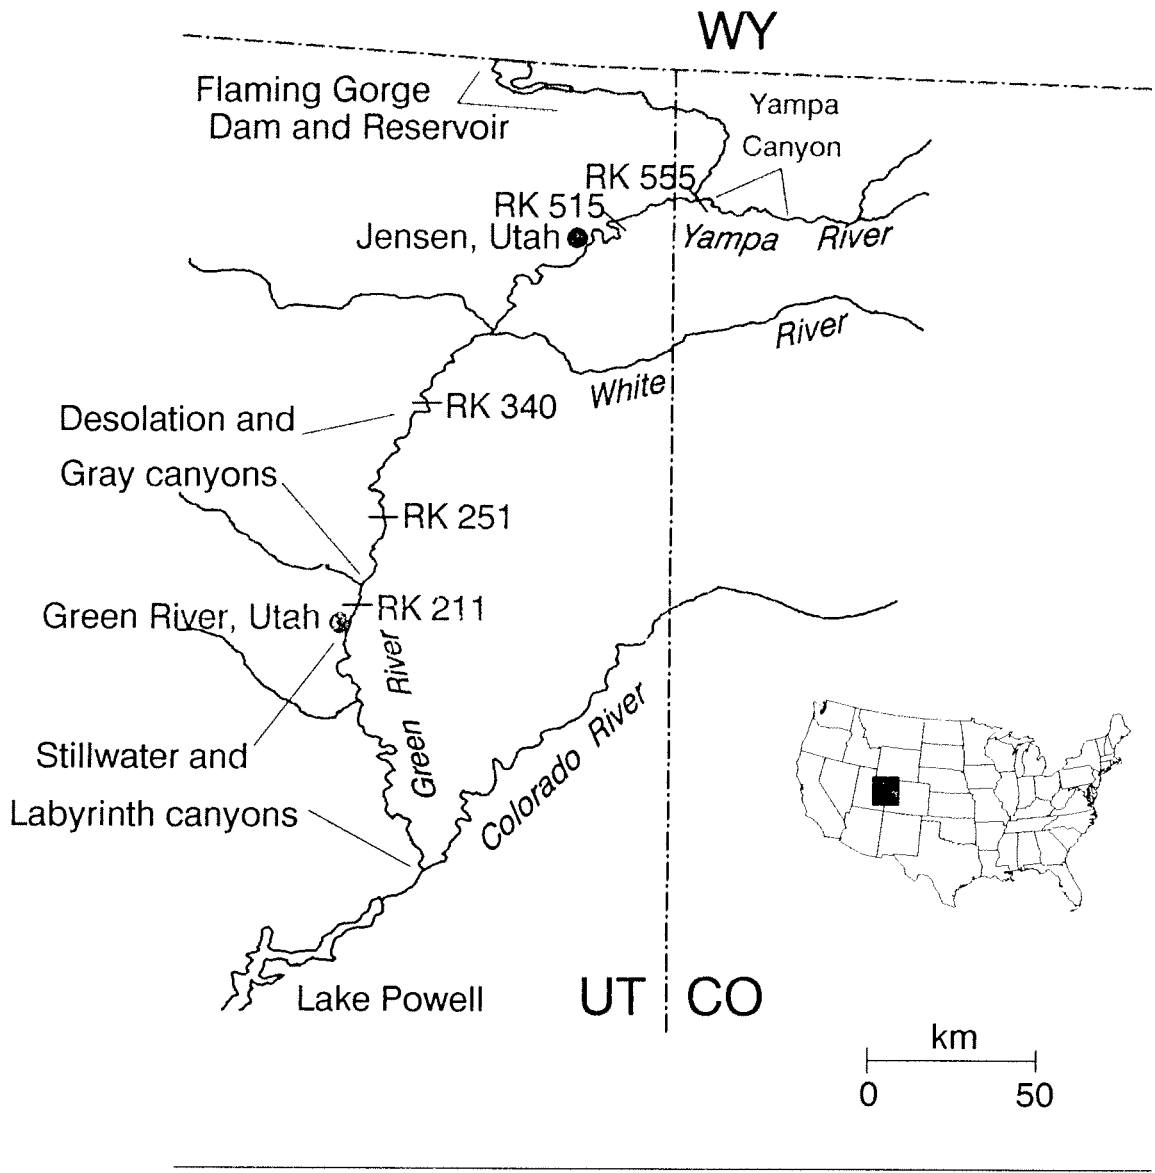 WY
Flaming Gorge
Dam and Reservoir
Yampa
Canyon
RK 555
RK 515
Jensen, Utah
Yampa River
River
White
RK 340
Desolation and
Gray canyons
RK 251
Green River, Utah
RK 211
Green River
Colorado River
Stillwater and
Labyrinth canyons
Lake Powell
UT
CO
km
0 50